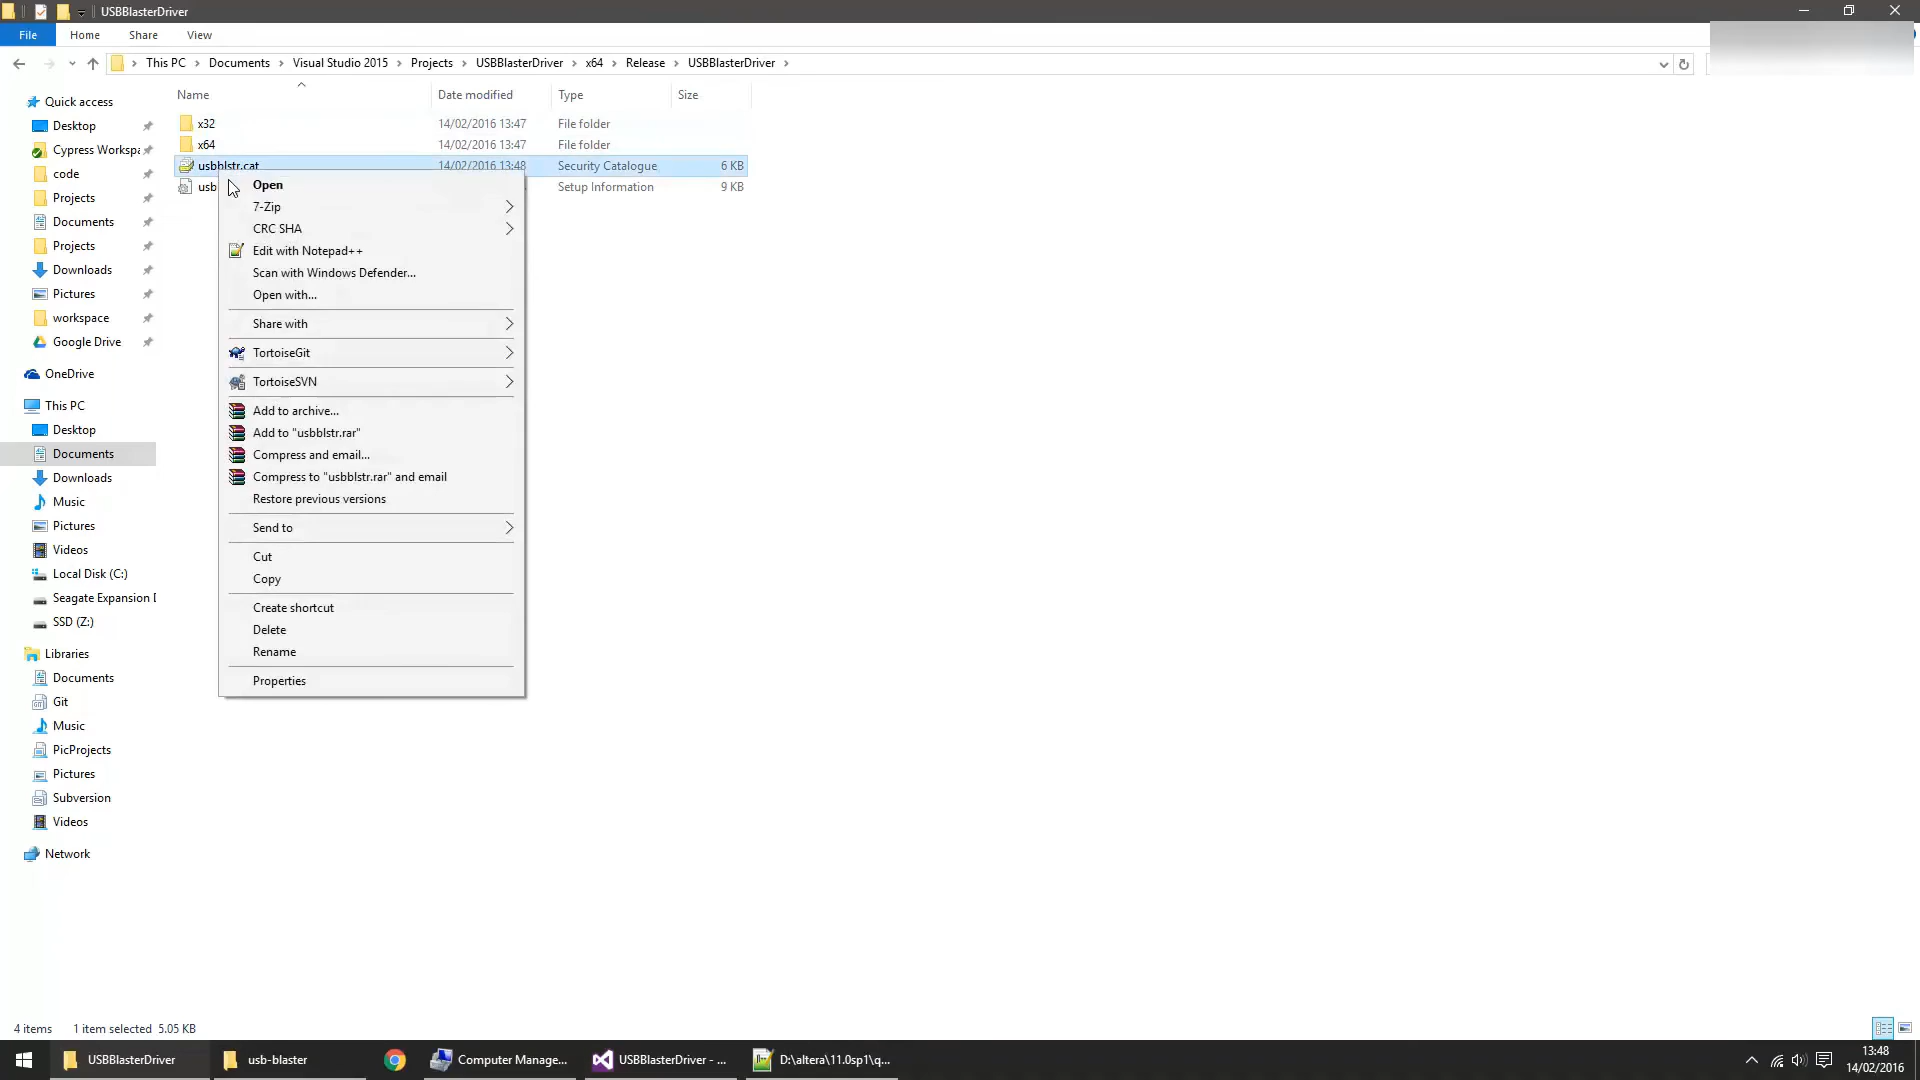 USBBlasterDriver
File Home Share View
This PC Documents Visual Studio 2015 Projects USBBlasterDriver x64 Release USBBlasterDriver
Name Date modified Type Size
x32 14/02/2016 13:47 File folder
x64 14/02/2016 13:47 File folder
usbblstr.cat 14/02/2016 13:48 Security Catalogue 6 KB
usb Setup Information 9 KB
Quick access
Desktop
Cypress Workspa
code
Projects
Documents
Projects
Downloads
Pictures
workspace
Google Drive
OneDrive
This PC
Desktop
Documents
Downloads
Music
Pictures
Videos
Local Disk (C:)
Seagate Expansion D
SSD (Z:)
Libraries
Documents
Git
Music
PicProjects
Pictures
Subversion
Videos
Network
Open
7-Zip
CRC SHA
Edit with Notepad++
Scan with Windows Defender...
Open with...
Share with
TortoiseGit
TortoiseSVN
Add to archive...
Add to "usbblstr.rar"
Compress and email...
Compress to "usbblstr.rar" and email
Restore previous versions
Send to
Cut
Copy
Create shortcut
Delete
Rename
Properties
4 items 1 item selected 5.05 KB
USBBlasterDriver usb-blaster Computer Manage... USBBlasterDriver - ... D:\altera\11.0sp1\q...
13:48
14/02/2016